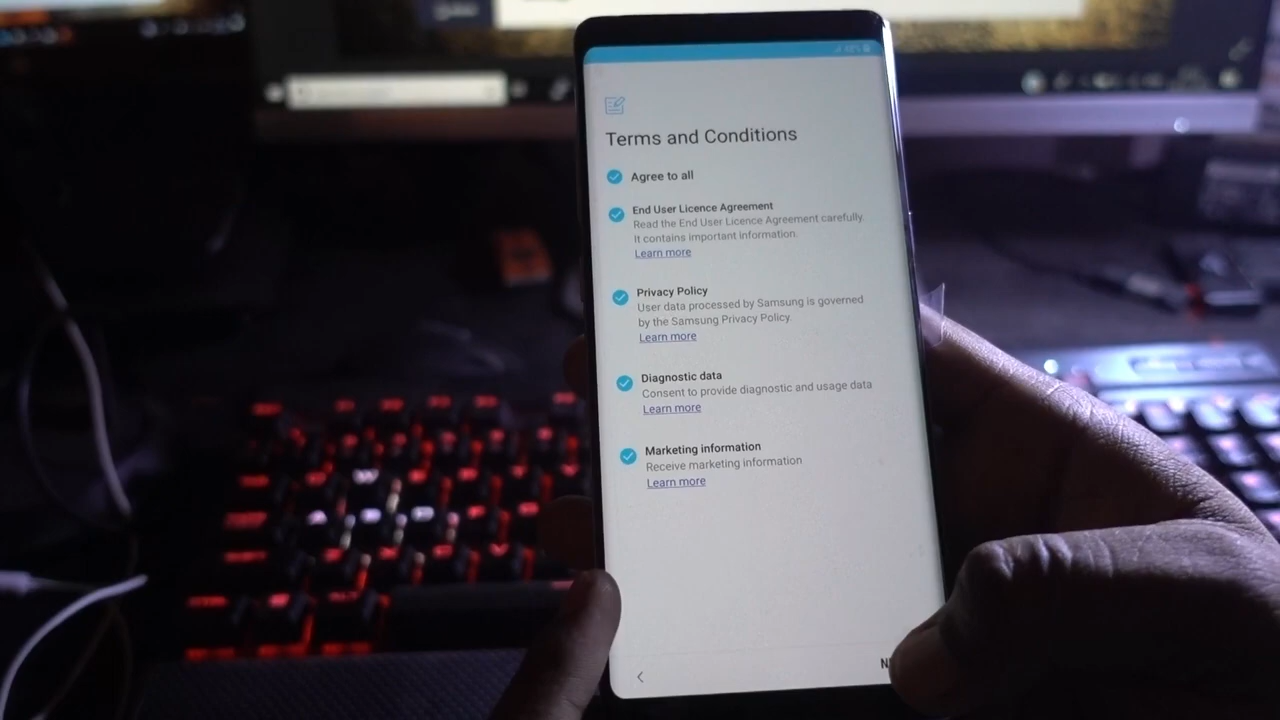 Terms and Conditions
Agree to all
End User Licence Agreement
Read the End User Licence Agreement carefully.
It contains important information.
Learn more
Privacy Policy
User data processed by Samsung is governed
by the Samsung Privacy Policy.
Learn more
Diagnostic data
Consent to provide diagnostic and usage data
Learn more
Marketing information
Receive marketing information
Learn more